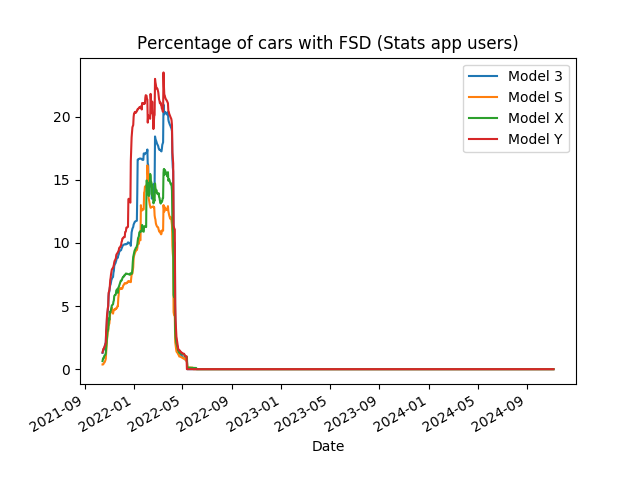 Percentage of cars with FSD (Stats app users)
Model 3
Model S
Model X
Model Y
20
15
10
5
0
2021-09
2022-01
2022-05
2022-09
2023-01
2023-05
2023-09
2024-01
2024-05
2024-09
Date